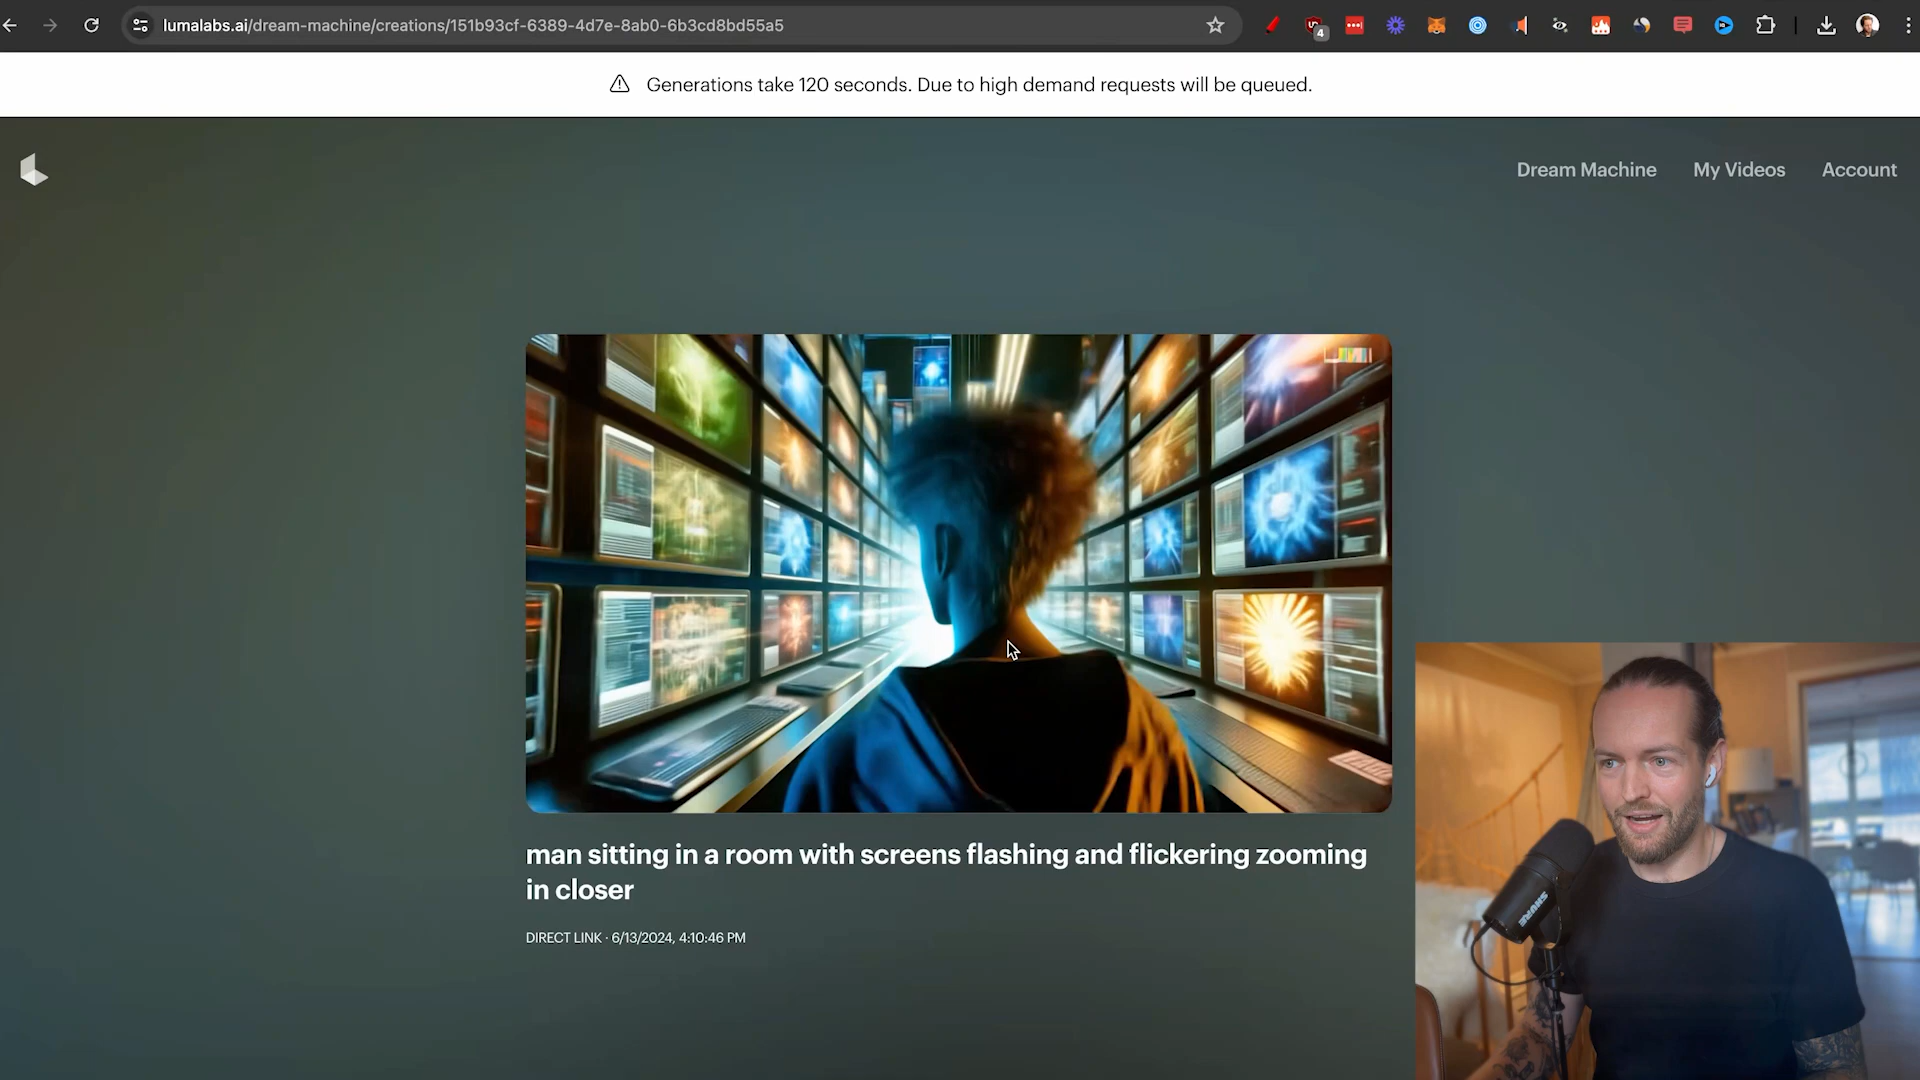 lumalabs.ai/dream-machine/creations/151b93cf-6389-4d7e-8ab0-6b3cd8bd55a5
4
Generations take 120 seconds. Due to high demand requests will be queued.
Dream Machine
My Videos
Account
man sitting in a room with screens flashing and flickering zooming
in closer
DIRECT LINK · 6/13/2024, 4:10:46 PM
SHURE